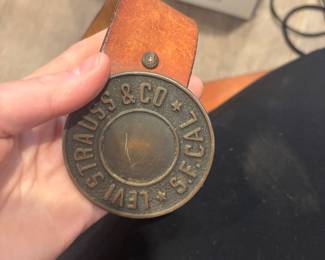 LEVI STRAUSS & CO ★ S.F. CAL ★